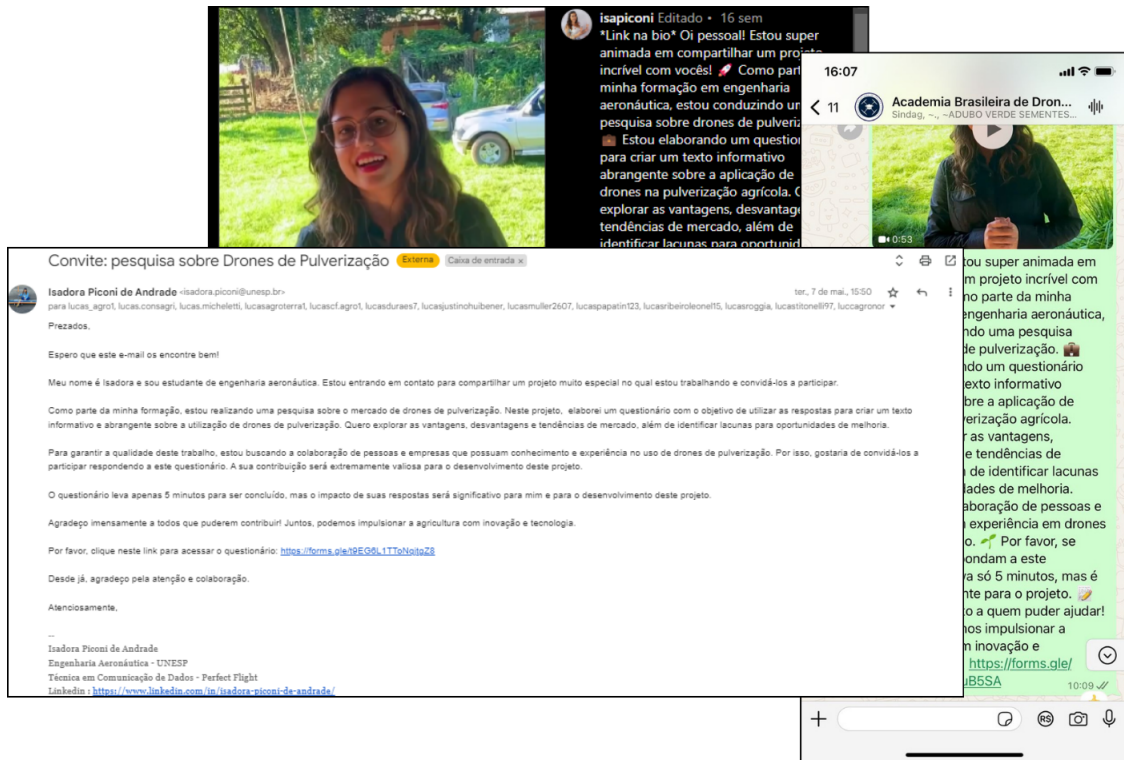 isapiconi Editado • 16 sem
*Link na bio* Oi pessoal! Estou super
animada em compartilhar um projeto
incrível com vocês! 🚀 Como part
minha formação em engenharia
aeronáutica, estou conduzindo um
pesquisa sobre drones de pulveriz
💼 Estou elaborando um question
para criar um texto informativo
abrangente sobre a aplicação de
drones na pulverização agrícola. Q
explorar as vantagens, desvantage
tendências de mercado, além de
identificar lacunas para oportunid
16:07
11
Academia Brasileira de Dron...
Sindag, ~., ~ADUBO VERDE SEMENTES...
0:53
tou super animada em
m projeto incrível com
no parte da minha
engenharia aeronáutica,
ndo uma pesquisa
de pulverização. 💼
ndo um questionário
exto informativo
bre a aplicação de
verização agrícola.
r as vantagens,
e tendências de
n de identificar lacunas
dades de melhoria.
aboração de pessoas e
experiência em drones
o. 🌱 Por favor, se
pondam a este
va só 5 minutos, mas é
nte para o projeto. 📝
o a quem puder ajudar!
nos impulsionar a
m inovação e
https://forms.gle/
uB5SA
10:09
Convite: pesquisa sobre Drones de Pulverização Externa Caixa de entrada x
Isadora Piconi de Andrade <isadora.piconi@unesp.br>
ter., 7 de mai., 15:50
para lucas_agro1, lucas.consagri, lucas.micheletti, lucasagroterra1, lucascf.agro1, lucasduraes7, lucasjustinohuibener, lucasmuller2607, lucaspapatin123, lucasribeiroleonel15, lucasroggia, lucastitonelli97, luccagronor
Prezados,
Espero que este e-mail os encontre bem!
Meu nome é Isadora e sou estudante de engenharia aeronáutica. Estou entrando em contato para compartilhar um projeto muito especial no qual estou trabalhando e convidá-los a participar.
Como parte da minha formação, estou realizando uma pesquisa sobre o mercado de drones de pulverização. Neste projeto, elaborei um questionário com o objetivo de utilizar as respostas para criar um texto
informativo e abrangente sobre a utilização de drones de pulverização. Quero explorar as vantagens, desvantagens e tendências de mercado, além de identificar lacunas para oportunidades de melhoria.
Para garantir a qualidade deste trabalho, estou buscando a colaboração de pessoas e empresas que possuam conhecimento e experiência no uso de drones de pulverização. Por isso, gostaria de convidá-los a
participar respondendo a este questionário. A sua contribuição será extremamente valiosa para o desenvolvimento deste projeto.
O questionário leva apenas 5 minutos para ser concluído, mas o impacto de suas respostas será significativo para mim e para o desenvolvimento deste projeto.
Agradeço imensamente a todos que puderem contribuir! Juntos, podemos impulsionar a agricultura com inovação e tecnologia.
Por favor, clique neste link para acessar o questionário: https://forms.gle/t9EG6L1TToNqitqZ8
Desde já, agradeço pela atenção e colaboração.
Atenciosamente,
--
Isadora Piconi de Andrade
Engenharia Aeronáutica - UNESP
Técnica em Comunicação de Dados - Perfect Flight
Linkedin : https://www.linkedin.com/in/isadora-piconi-de-andrade/
RS